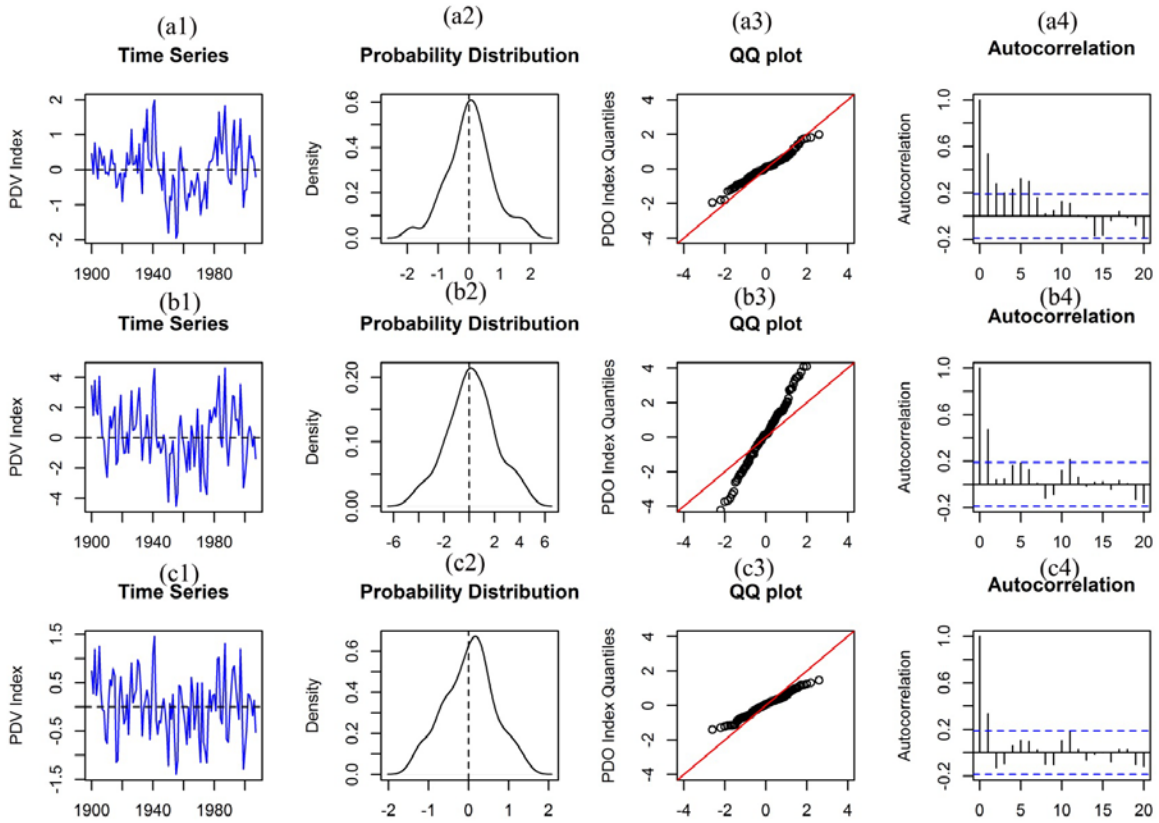 (a1) (a2) (a3) (a4)
Time Series Probability Distribution QQ plot Autocorrelation
PDV Index
-2 -1 0 1 2
1900 1940 1980
Density
0.0 0.2 0.4 0.6
-2 -1 0 1 2
PDO Index Quantiles
-4 -2 0 2 4
-4 -2 0 2 4
Autocorrelation
-0.2 0.2 0.6 1.0
0 5 10 15 20
(b1) (b2) (b3) (b4)
Time Series Probability Distribution QQ plot Autocorrelation
PDV Index
-4 -2 0 2 4
1900 1940 1980
Density
0.00 0.10 0.20
-6 -4 -2 0 2 4 6
PDO Index Quantiles
-4 -2 0 2 4
-4 -2 0 2 4
Autocorrelation
-0.2 0.2 0.6 1.0
0 5 10 15 20
(c1) (c2) (c3) (c4)
Time Series Probability Distribution QQ plot Autocorrelation
PDV Index
-1.5 -0.5 0.5 1.5
1900 1940 1980
Density
0.0 0.2 0.4 0.6
-2 -1 0 1 2
PDO Index Quantiles
-4 -2 0 2 4
-4 -2 0 2 4
Autocorrelation
-0.2 0.2 0.6 1.0
0 5 10 15 20